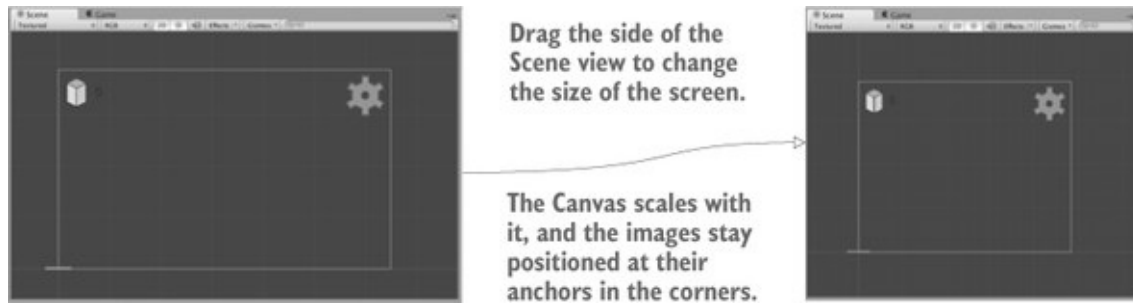 Scene Game
Textured RGB 2D Effects Gizmos
Drag the side of the
Scene view to change
the size of the screen.
The Canvas scales with
it, and the images stay
positioned at their
anchors in the corners.
Scene Game
Textured RGB 2D Effects Gizmos